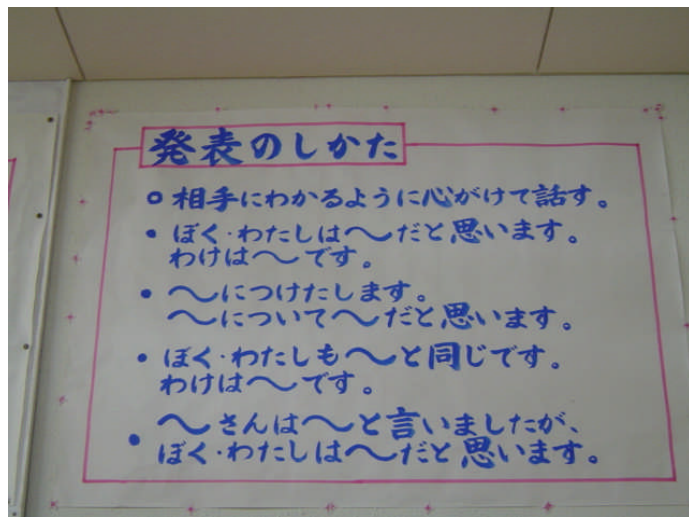 発表のしかた
○相手にわかるように心がけて話す。
・ぼく・わたしは〜だと思います。
わけは〜です。
・〜につけたします。
〜について〜だと思います。
・ぼく・わたしも〜と同じです。
わけは〜です。
・〜さんは〜と言いましたが、
ぼく・わたしは〜だと思います。